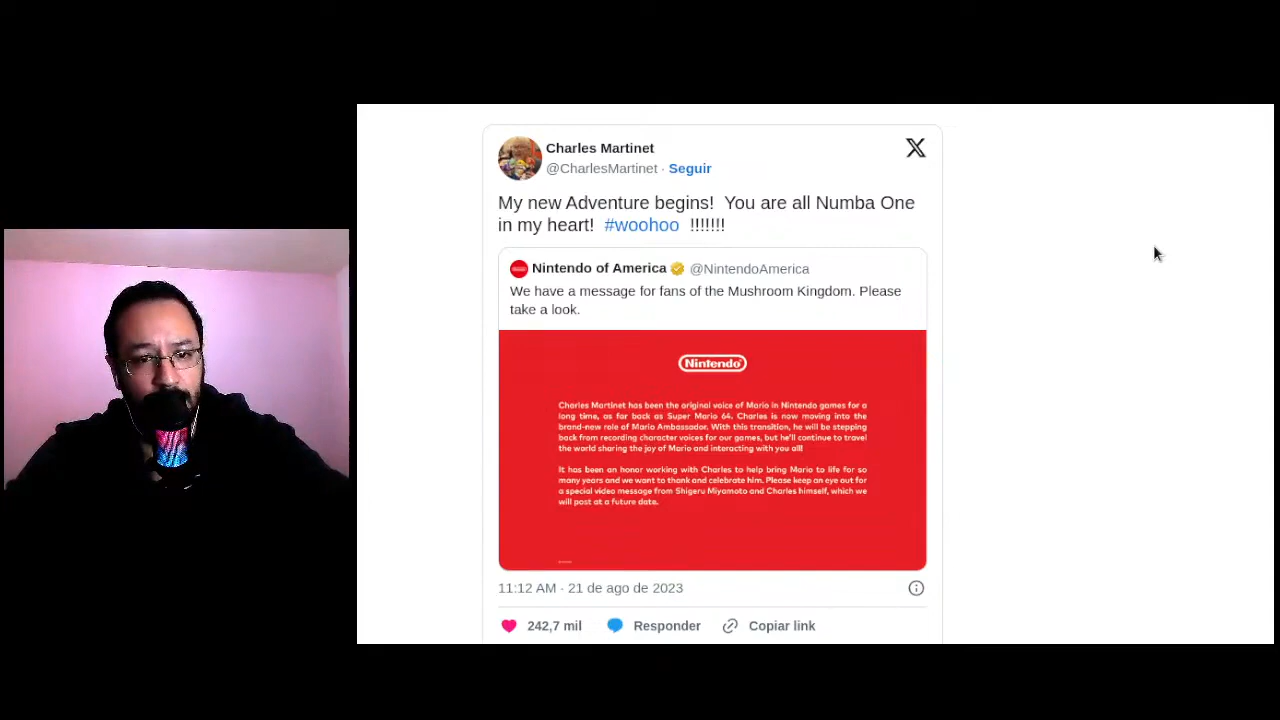 Charles Martinet
@CharlesMartinet · Seguir
My new Adventure begins! You are all Numba One
in my heart! #woohoo !!!!!!!
Nintendo of America @NintendoAmerica
We have a message for fans of the Mushroom Kingdom. Please
take a look.
Nintendo
Charles Martinet has been the original voice of Mario in Nintendo games for a
long time, as far back as Super Mario 64. Charles is now moving into the
brand-new role of Mario Ambassador. With this transition, he will be stepping
back from recording character voices for our games, but he'll continue to travel
the world sharing the joy of Mario and interacting with you all!
It has been an honor working with Charles to help bring Mario to life for so
many years and we want to thank and celebrate him. Please keep an eye out for
a special video message from Shigeru Miyamoto and Charles himself, which we
will post at a future date.
11:12 AM · 21 de ago de 2023
242,7 mil Responder Copiar link